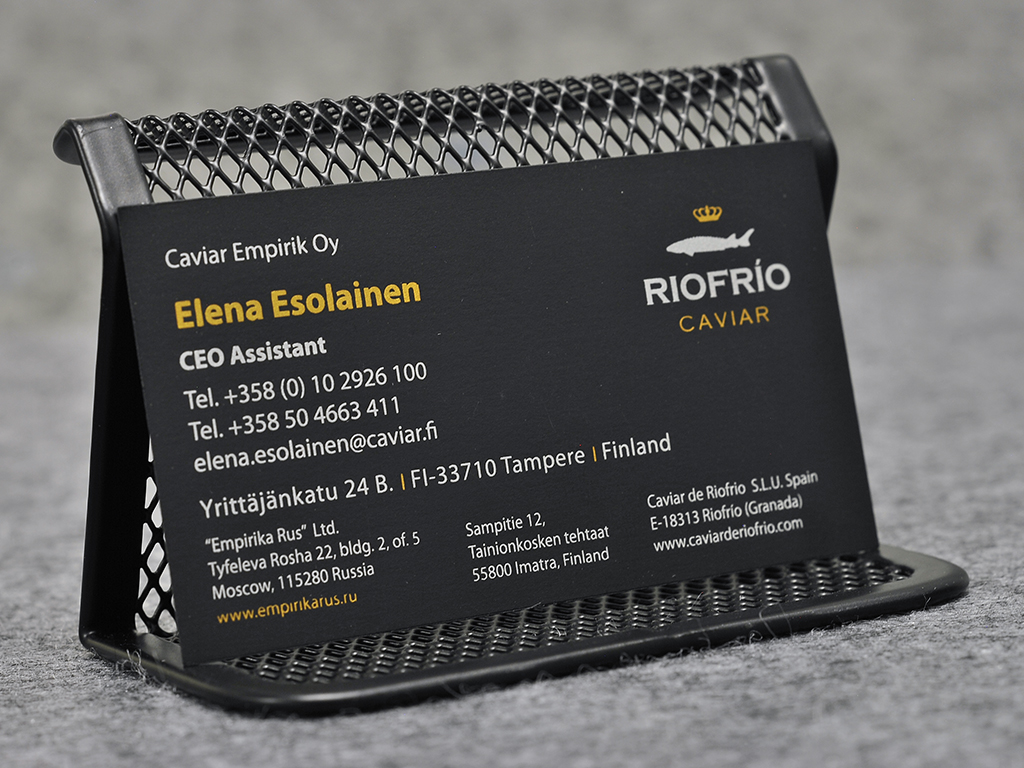 Caviar Empirik Oy
Elena Esolainen
CEO Assistant
Tel. +358 (0) 10 2926 100
Tel. +358 50 4663 411
elena.esolainen@caviar.fi
Yrittäjänkatu 24 B. | FI-33710 Tampere | Finland
"Empirika Rus" Ltd.
Tyfeleva Rosha 22, bldg. 2, of. 5
Moscow, 115280 Russia
www.empirikarus.ru
Sampitie 12,
Tainionkosken tehtaat
55800 Imatra, Finland
RIOFRÍO
CAVIAR
Caviar de Riofrio S.L.U. Spain
E-18313 Riofrío (Granada)
www.caviarderiofrio.com